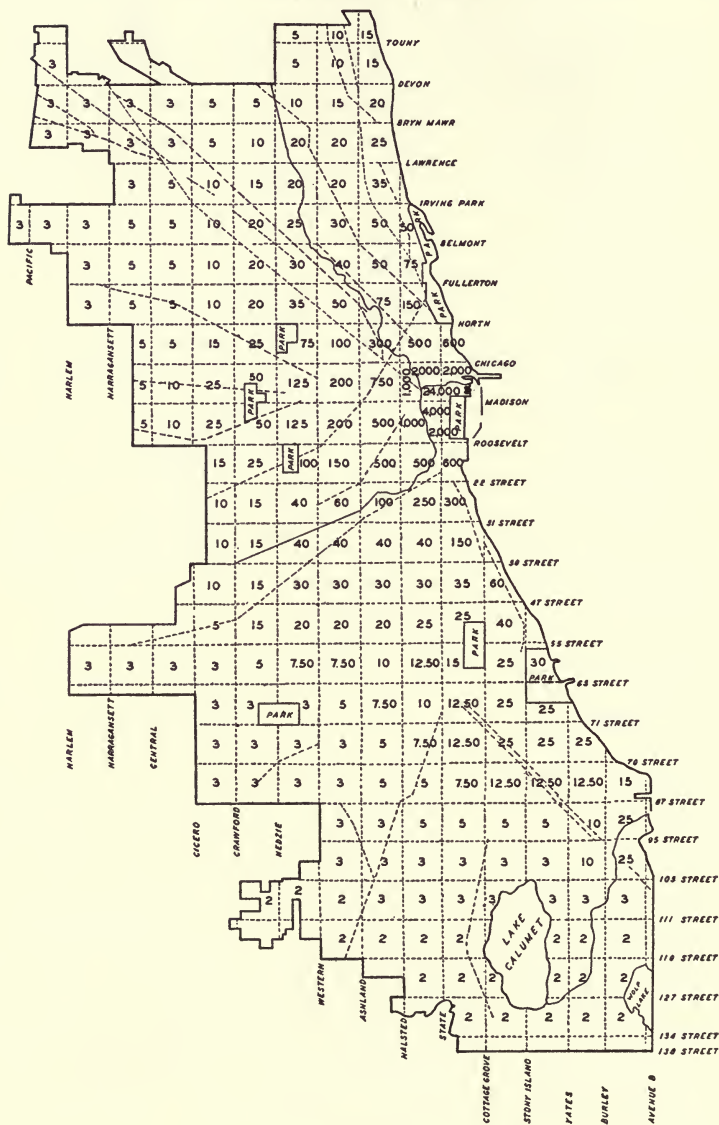 5 10 15
TOUHY
3
5 10 15
DEVON
3 3 3 3 5 5 10 15 20
BRYN MAWR
3 3 3 3 5 10 20 20 25
LAWRENCE
3 5 10 15 20 20 35
IRVING PARK
3 3 3 5 5 10 20 25 30 50 50 PARK
BELMONT
PACIFIC
3 5 5 10 20 30 40 50 75
FULLERTON
3 5 5 10 20 35 50 75 150 PARK
NORTH
5 5 15 25 PARK 75 100 300 500 600
CHICAGO
HARLEM
NARRAGANSETT
5 10 25 50 PARK 125 200 750 1,000 2,000 2,000
24,000
MADISON
5 10 25 50 125 200 500 1,000 4,000 2,000 PARK
ROOSEVELT
15 25 PARK 100 150 500 500 600
22 STREET
10 15 40 60 100 250 300
31 STREET
10 15 40 40 40 40 150
39 STREET
10 15 30 30 30 30 35 60
47 STREET
5 15 20 20 20 25 25 40
55 STREET
3 3 3 3 5 7.50 7.50 10 12.50 15 PARK 25 30 PARK
63 STREET
3 3 PARK 3 5 7.50 10 12.50 25 25
71 STREET
HARLEM
NARRAGANSETT
CENTRAL
3 3 3 3 5 7.50 12.50 25 25 25
79 STREET
3 3 3 3 5 5 7.50 12.50 12.50 12.50 15
87 STREET
CICERO
CRAWFORD
KEDZIE
3 3 5 5 5 5 10 25
95 STREET
3 3 3 3 3 3 10 25
103 STREET
2 2 2 3 3 3 3 3 3 3
111 STREET
2 2 2 2 LAKE CALUMET 2 2 2
119 STREET
WESTERN
ASHLAND
2 2 2 2 WOLF LAKE
127 STREET
HALSTED
STATE
2 2 2 2 2
134 STREET
138 STREET
COTTAGE GROVE
STONY ISLAND
YATES
BURLEY
AVENUE B